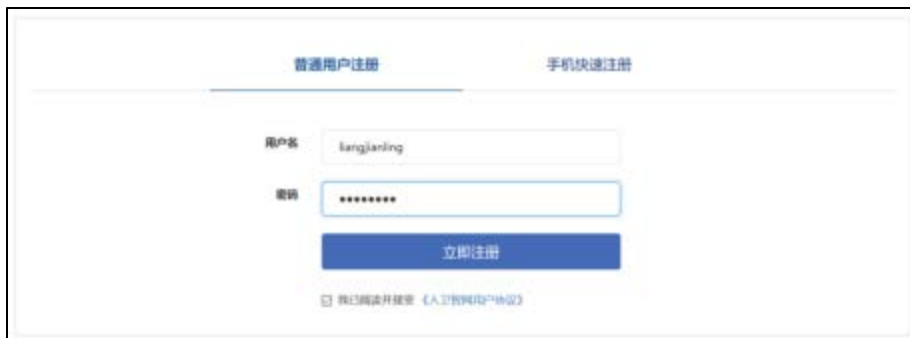 普通用户注册 手机快速注册
用户名 liangjianling
密码 ••••••••
立即注册
我已阅读并接受《人卫智网用户协议》